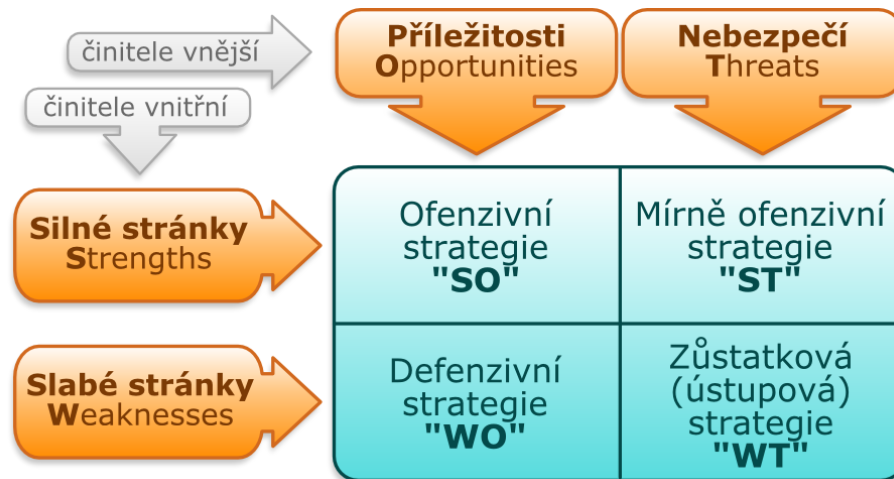 činitele vnější
činitele vnitřní
Příležitosti
Opportunities
Nebezpečí
Threats
Silné stránky
Strengths
Ofenzivní
strategie
"SO"
Mírně ofenzivní
strategie
"ST"
Slabé stránky
Weaknesses
Defenzivní
strategie
"WO"
Zůstatková
(ústupová)
strategie
"WT"